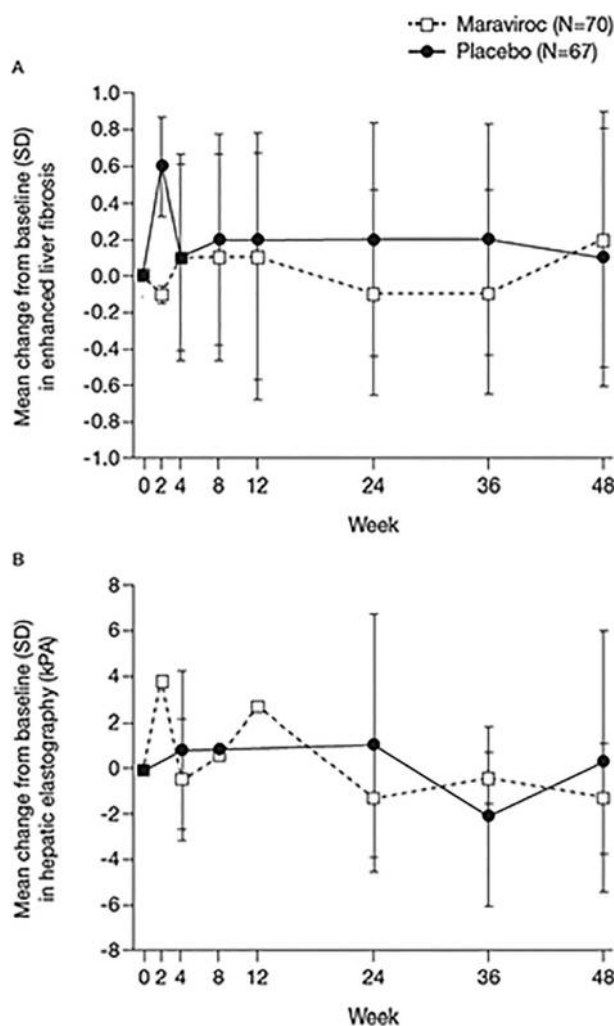 Maraviroc (N=70)
Placebo (N=67)
A
Mean change from baseline (SD)
in enhanced liver fibrosis
1.0
0.8
0.6
0.4
0.2
0.0
-0.2
-0.4
-0.6
-0.8
-1.0
0 2 4 8 12 24 36 48
Week
B
Mean change from baseline (SD)
in hepatic elastography (kPA)
8
6
4
2
0
-2
-4
-6
-8
0 2 4 8 12 24 36 48
Week